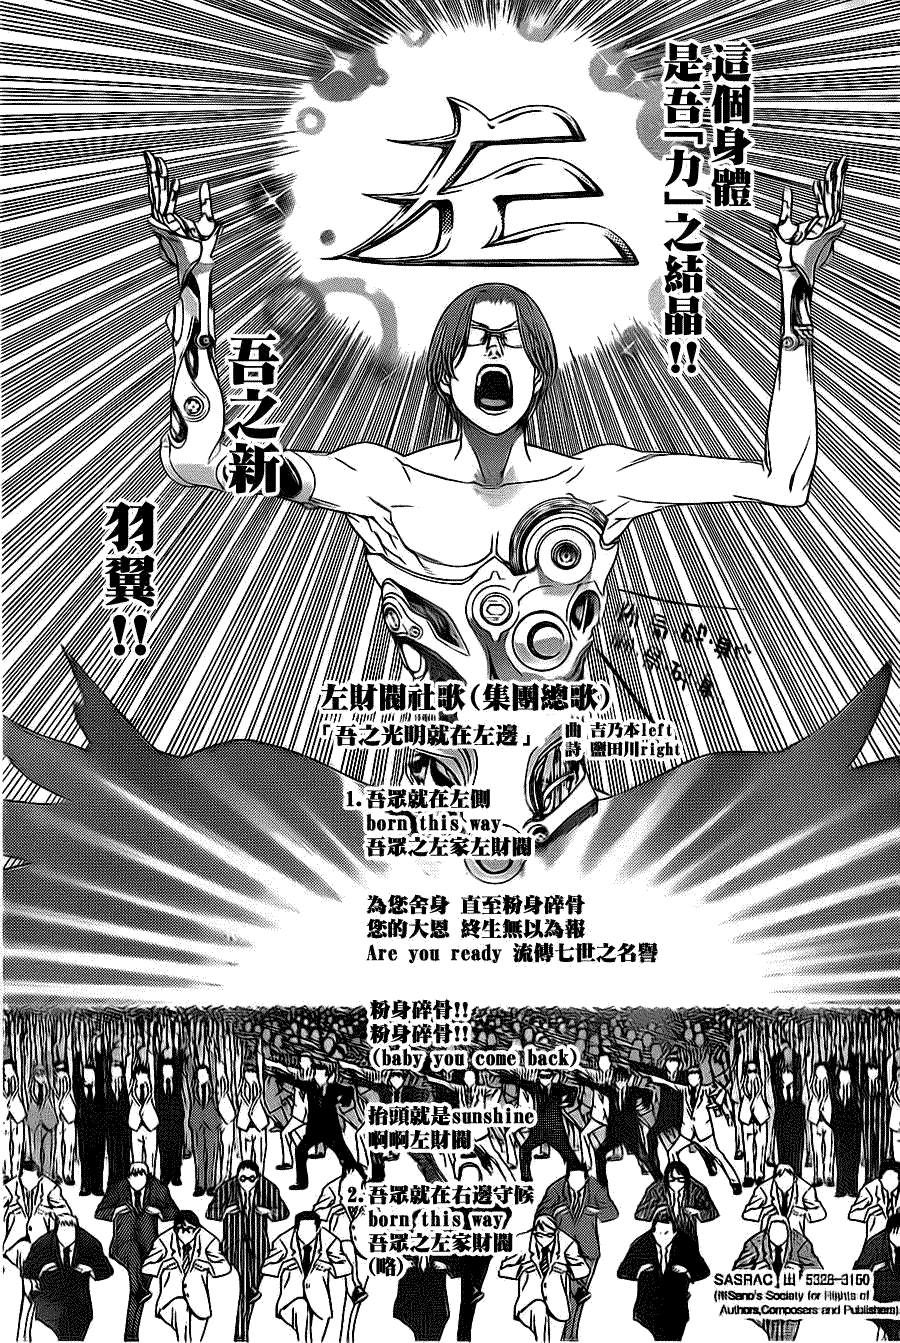 這個身體
是吾「力」之結晶!!
左
吾之新
羽翼!!
左財閥社歌(集團總歌)
「吾之光明就在左邊」
曲 吉乃本left
詩 鹽田川right
1. 吾眾就在左側
born this way
吾眾之左家左財閥
為您舍身 直至粉身碎骨
您的大恩 終生無以為報
Are you ready 流傳七世之名譽
粉身碎骨!!
粉身碎骨!!
(baby you come back)
抬頭就是sunshine
啊啊左財閥
2. 吾眾就在右邊守候
born this way
吾眾之左家財閥
(略)
SASRAC 出 5328-3150
Society for Rights of
Authors,Composers and Publishers)